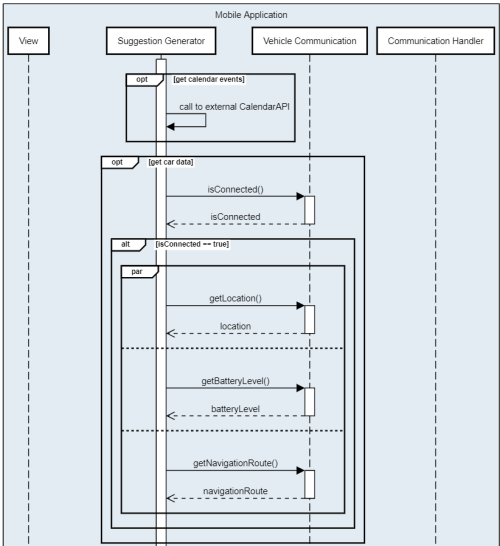 Mobile Application
View
Suggestion Generator
Vehicle Communication
Communication Handler
opt
[get calendar events]
call to external CalendarAPI
opt
[get car data]
isConnected()
isConnected
alt
[isConnected == true]
par
getLocation()
location
getBatteryLevel()
batteryLevel
getNavigationRoute()
navigationRoute